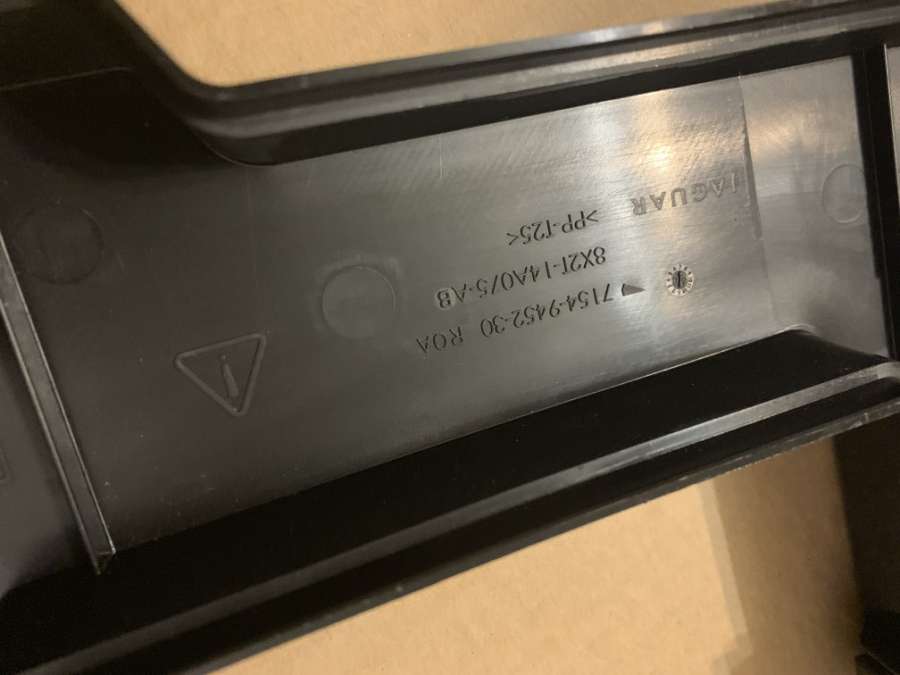 7154-9452-30 ROA
8X2T-14A075-AB
>PP-T25<
JAGUAR